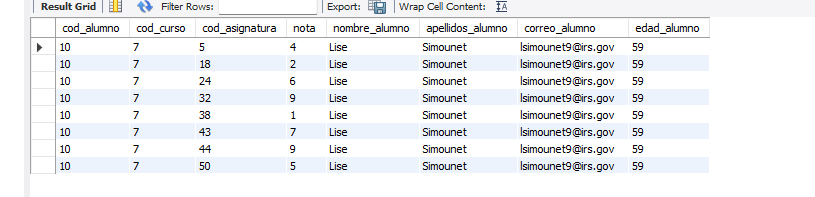 Result Grid Filter Rows: Export: Wrap Cell Content:
cod_alumno cod_curso cod_asignatura nota nombre_alumno apellidos_alumno correo_alumno edad_alumno
10 7 5 4 Lise Simounet lsimounet9@irs.gov 59
10 7 18 2 Lise Simounet lsimounet9@irs.gov 59
10 7 24 6 Lise Simounet lsimounet9@irs.gov 59
10 7 32 9 Lise Simounet lsimounet9@irs.gov 59
10 7 38 1 Lise Simounet lsimounet9@irs.gov 59
10 7 43 7 Lise Simounet lsimounet9@irs.gov 59
10 7 44 9 Lise Simounet lsimounet9@irs.gov 59
10 7 50 5 Lise Simounet lsimounet9@irs.gov 59